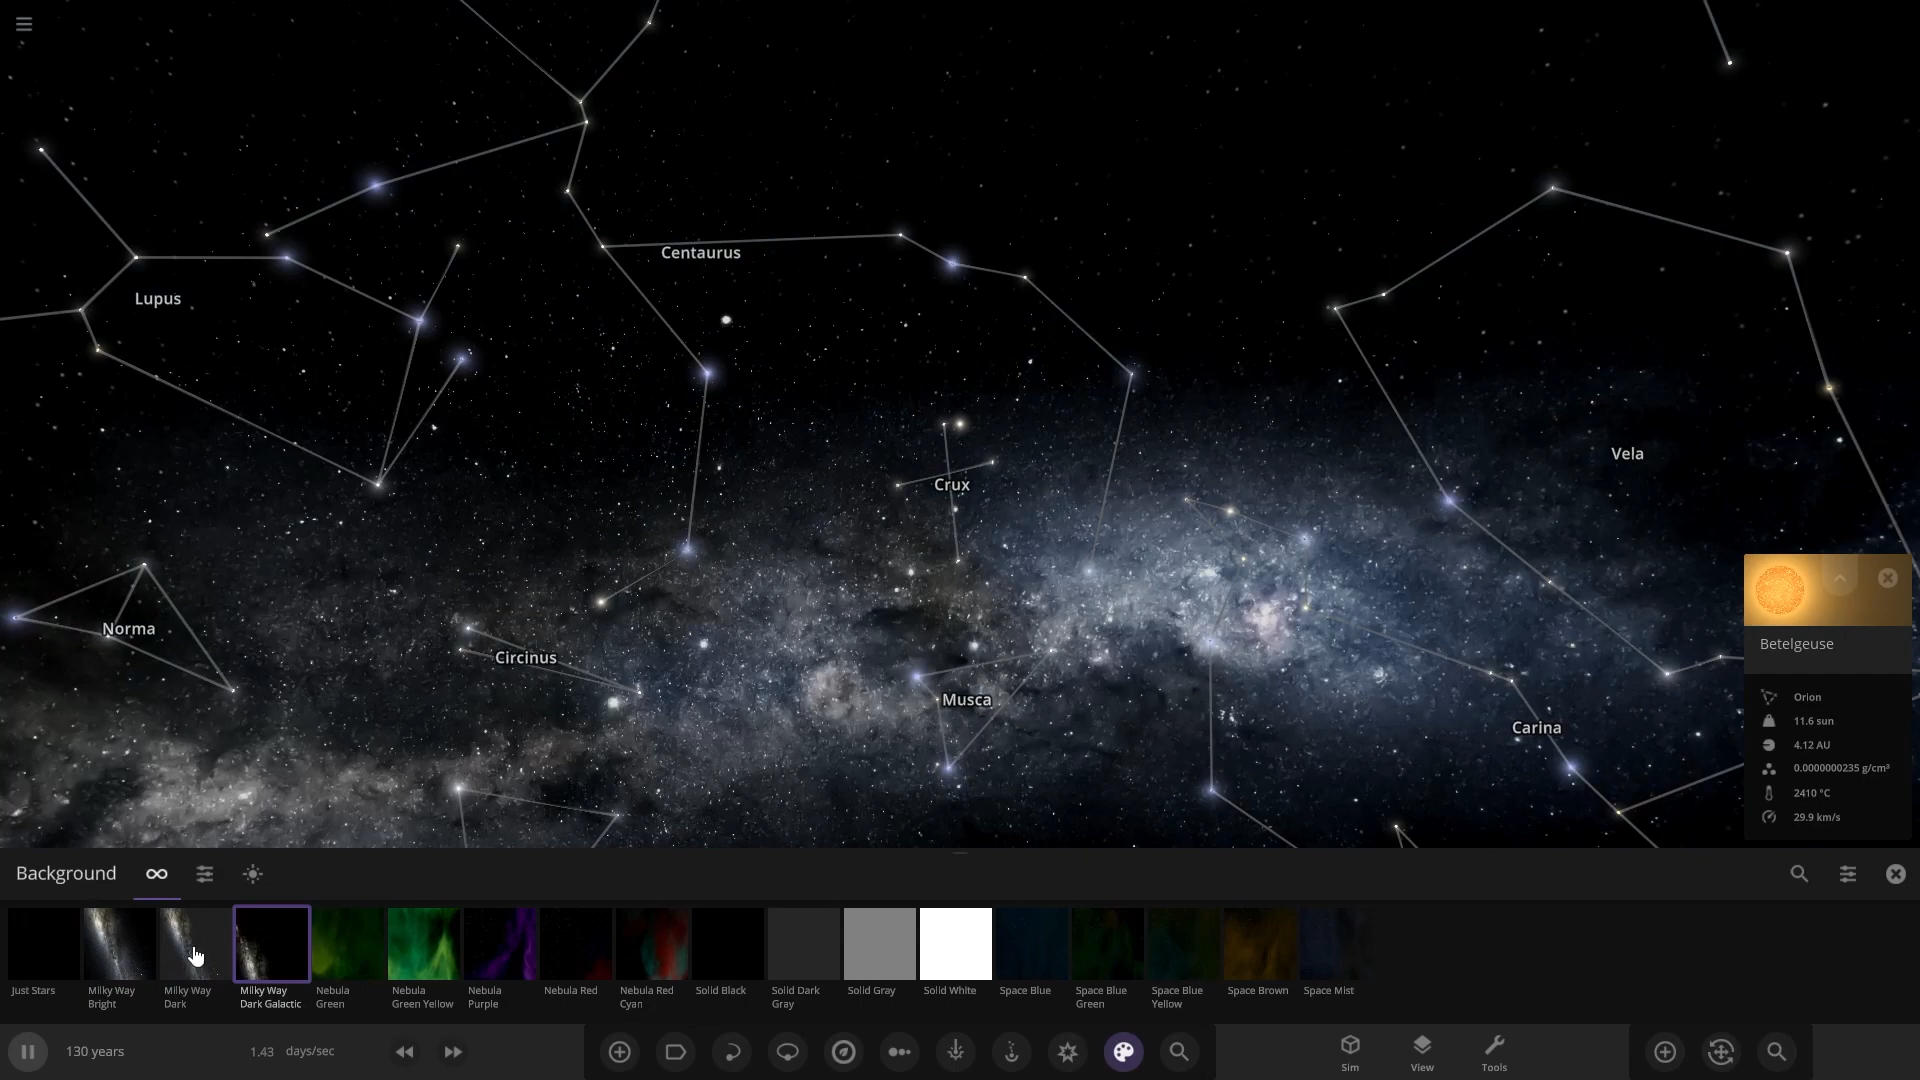 Centaurus
Lupus
Vela
Crux
Norma
Circinus
Musca
Carina
Betelgeuse
Orion
11.6 sun
4.12 AU
0.0000000235 g/cm³
2410 °C
29.9 km/s
Background
Just Stars
Milky Way
Bright
Milky Way
Dark
Milky Way
Dark Galactic
Nebula
Green
Nebula
Green Yellow
Nebula
Purple
Nebula Red
Nebula Red
Cyan
Solid Black
Solid Dark
Gray
Solid Gray
Solid White
Space Blue
Space Blue
Green
Space Blue
Yellow
Space Brown
Space Mist
130 years
1.43 days/sec
Sim
View
Tools